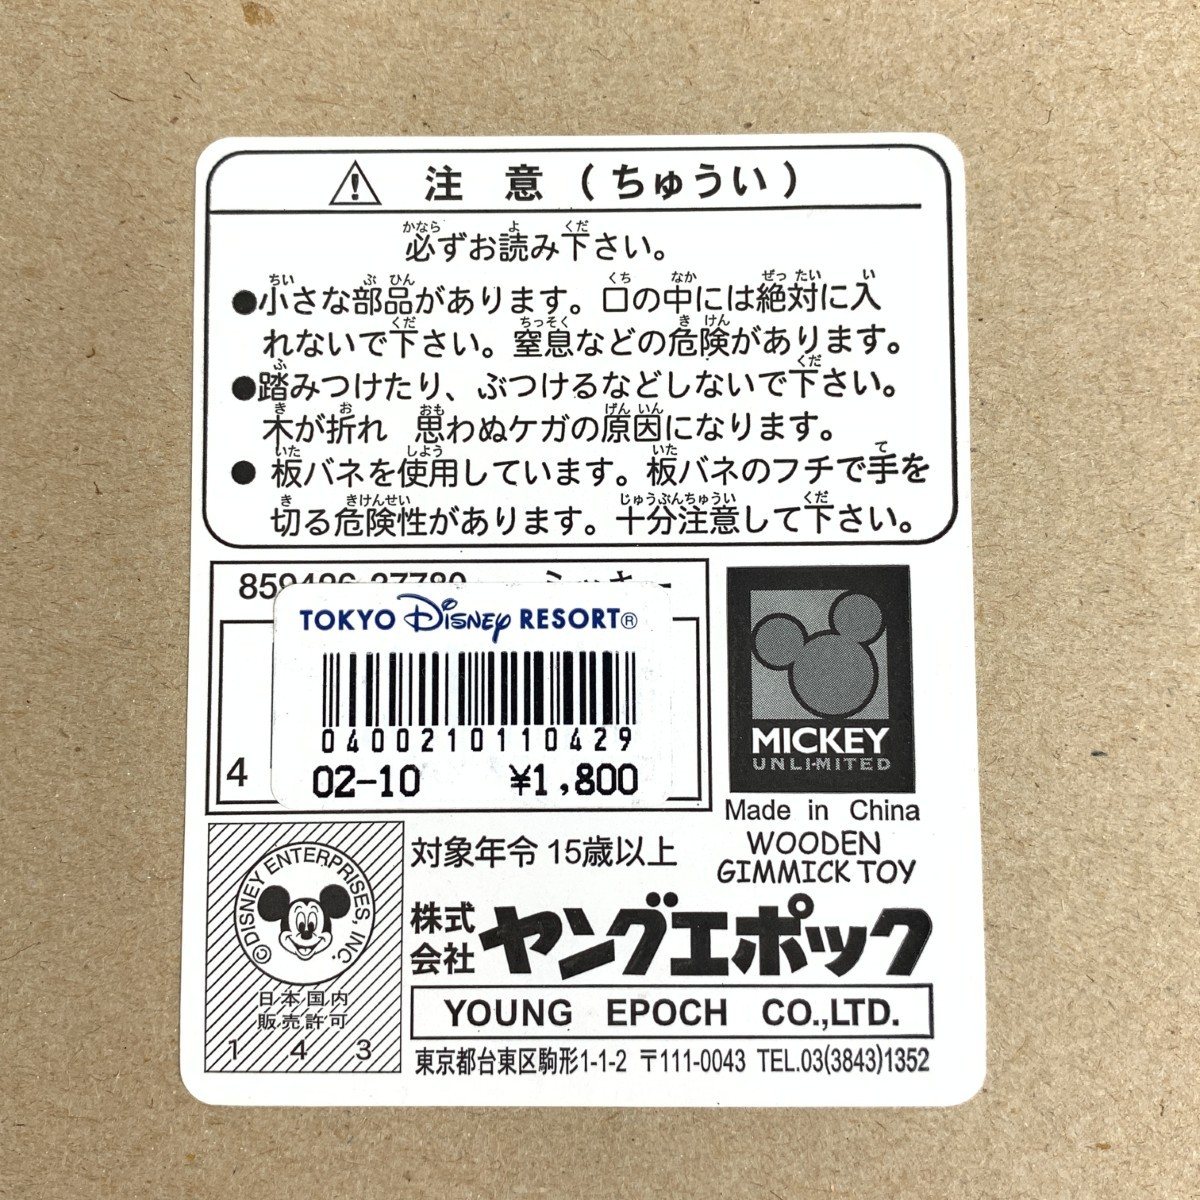 注意(ちゅうい)
必ずお読み下さい。
●小さな部品があります。口の中には絶対に入
れないで下さい。窒息などの危険があります。
●踏みつけたり、ぶつけるなどしないで下さい。
木が折れ 思わぬケガの原因になります。
●板バネを使用しています。板バネのフチで手を
切る危険性があります。十分注意して下さい。
TOKYO Disney RESORT®
0400210110429
02-10 ¥1,800
4
MICKEY
UNLIMITED
Made in China
WOODEN
GIMMICK TOY
対象年令 15歳以上
©DISNEY ENTERPRISES, INC.
日本国内
販売許可
1 4 3
株式会社 ヤングエポック
YOUNG EPOCH CO.,LTD.
東京都台東区駒形1-1-2 〒111-0043 TEL.03(3843)1352